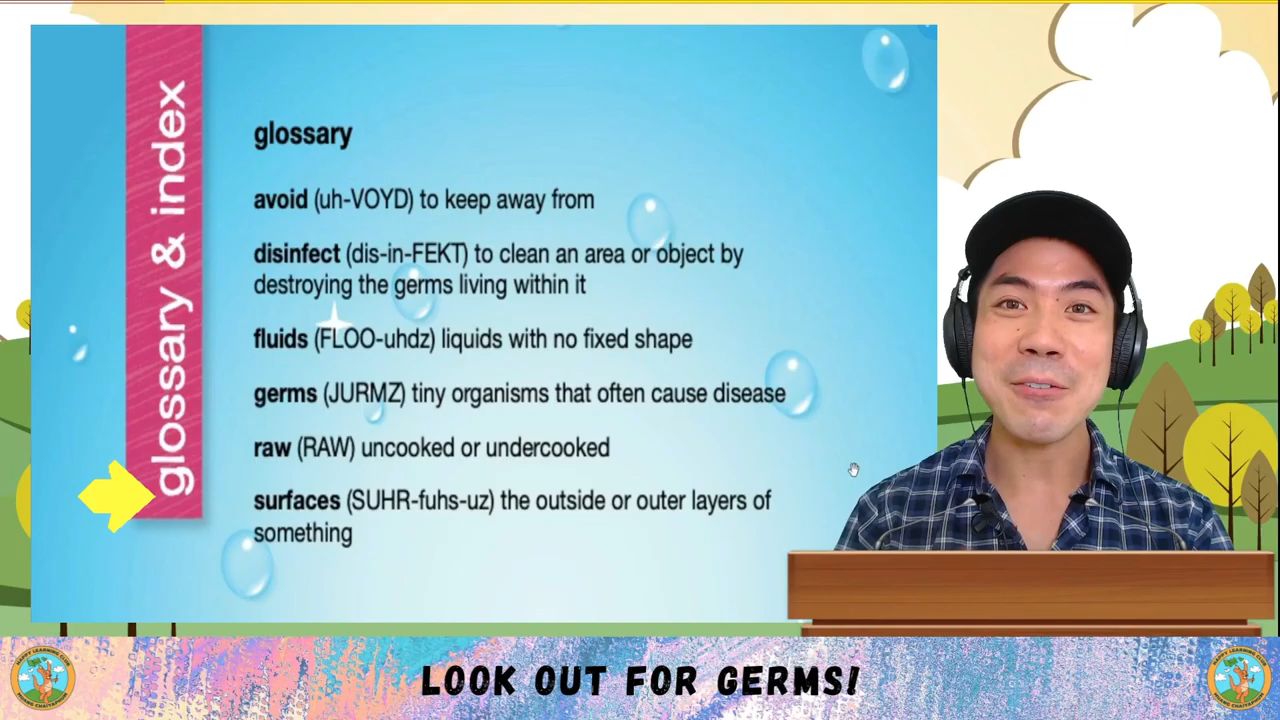 glossary & index
glossary
avoid (uh-VOYD) to keep away from
disinfect (dis-in-FEKT) to clean an area or object by
destroying the germs living within it
fluids (FLOO-uhdz) liquids with no fixed shape
germs (JURMZ) tiny organisms that often cause disease
raw (RAW) uncooked or undercooked
surfaces (SUHR-fuhs-uz) the outside or outer layers of
something
LOOK OUT FOR GERMS!